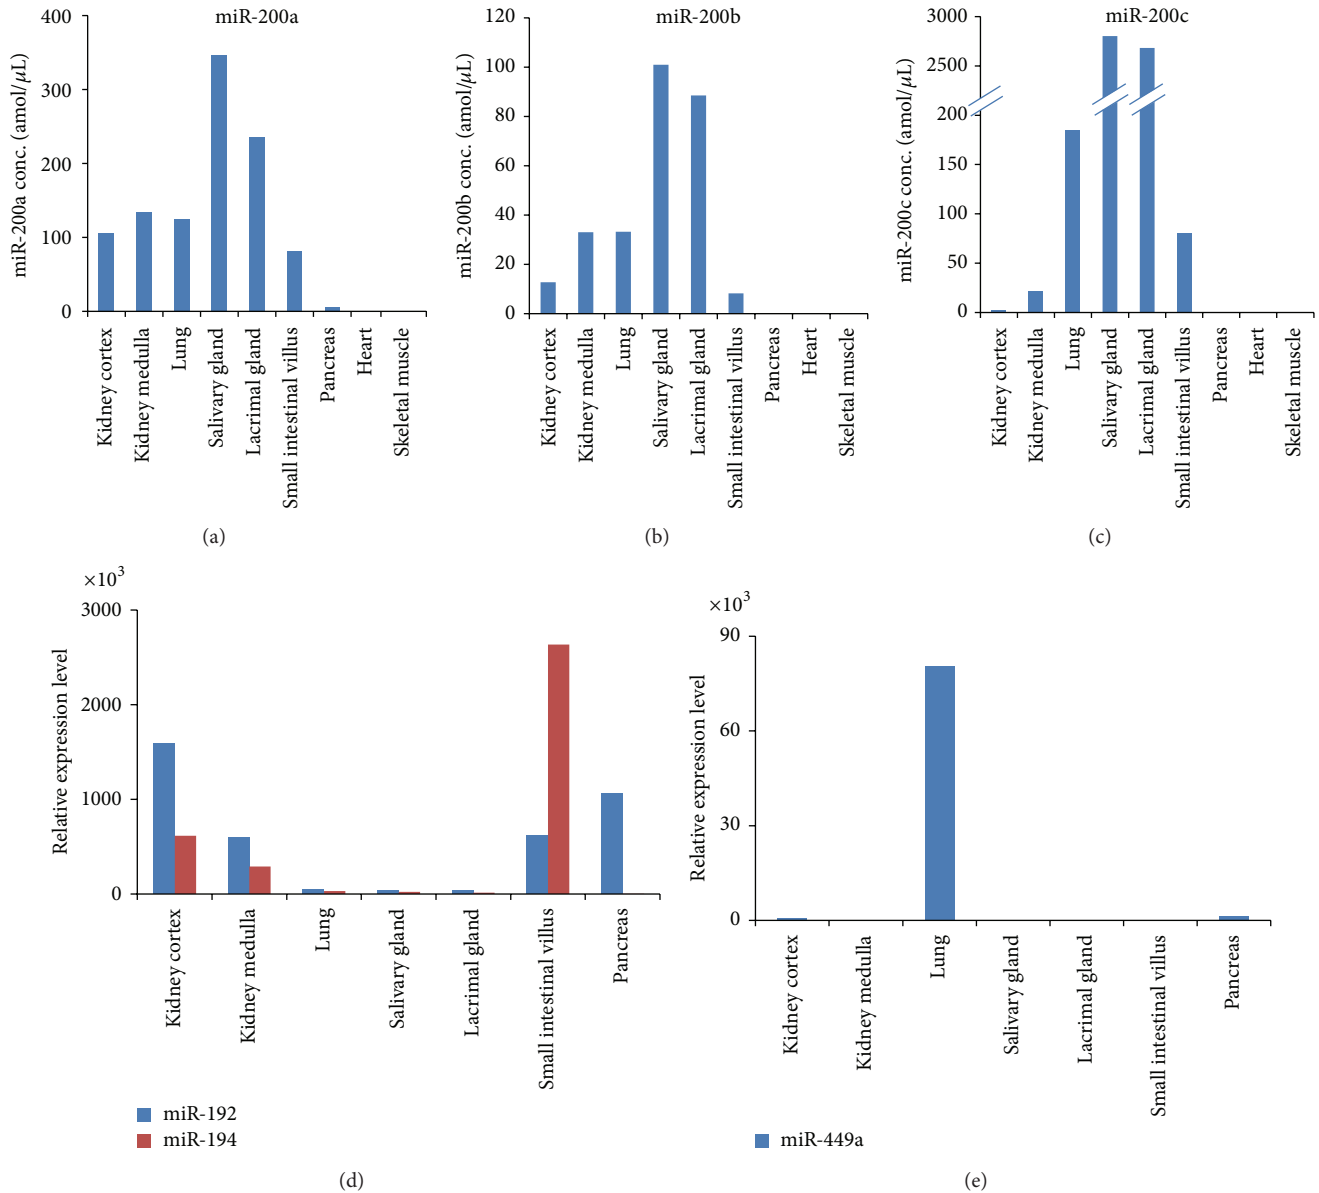 miR-200a
miR-200a conc. (amol/μL)
400
300
200
100
0
Kidney cortex
Kidney medulla
Lung
Salivary gland
Lacrimal gland
Small intestinal villus
Pancreas
Heart
Skeletal muscle
(a)
miR-200b
miR-200b conc. (amol/μL)
120
100
80
60
40
20
0
Kidney cortex
Kidney medulla
Lung
Salivary gland
Lacrimal gland
Small intestinal villus
Pancreas
Heart
Skeletal muscle
(b)
miR-200c
miR-200c conc. (amol/μL)
3000
2500
200
150
100
50
0
Kidney cortex
Kidney medulla
Lung
Salivary gland
Lacrimal gland
Small intestinal villus
Pancreas
Heart
Skeletal muscle
(c)
×10³
Relative expression level
3000
2000
1000
0
Kidney cortex
Kidney medulla
Lung
Salivary gland
Lacrimal gland
Small intestinal villus
Pancreas
miR-192
miR-194
(d)
×10³
Relative expression level
90
60
30
0
Kidney cortex
Kidney medulla
Lung
Salivary gland
Lacrimal gland
Small intestinal villus
Pancreas
miR-449a
(e)